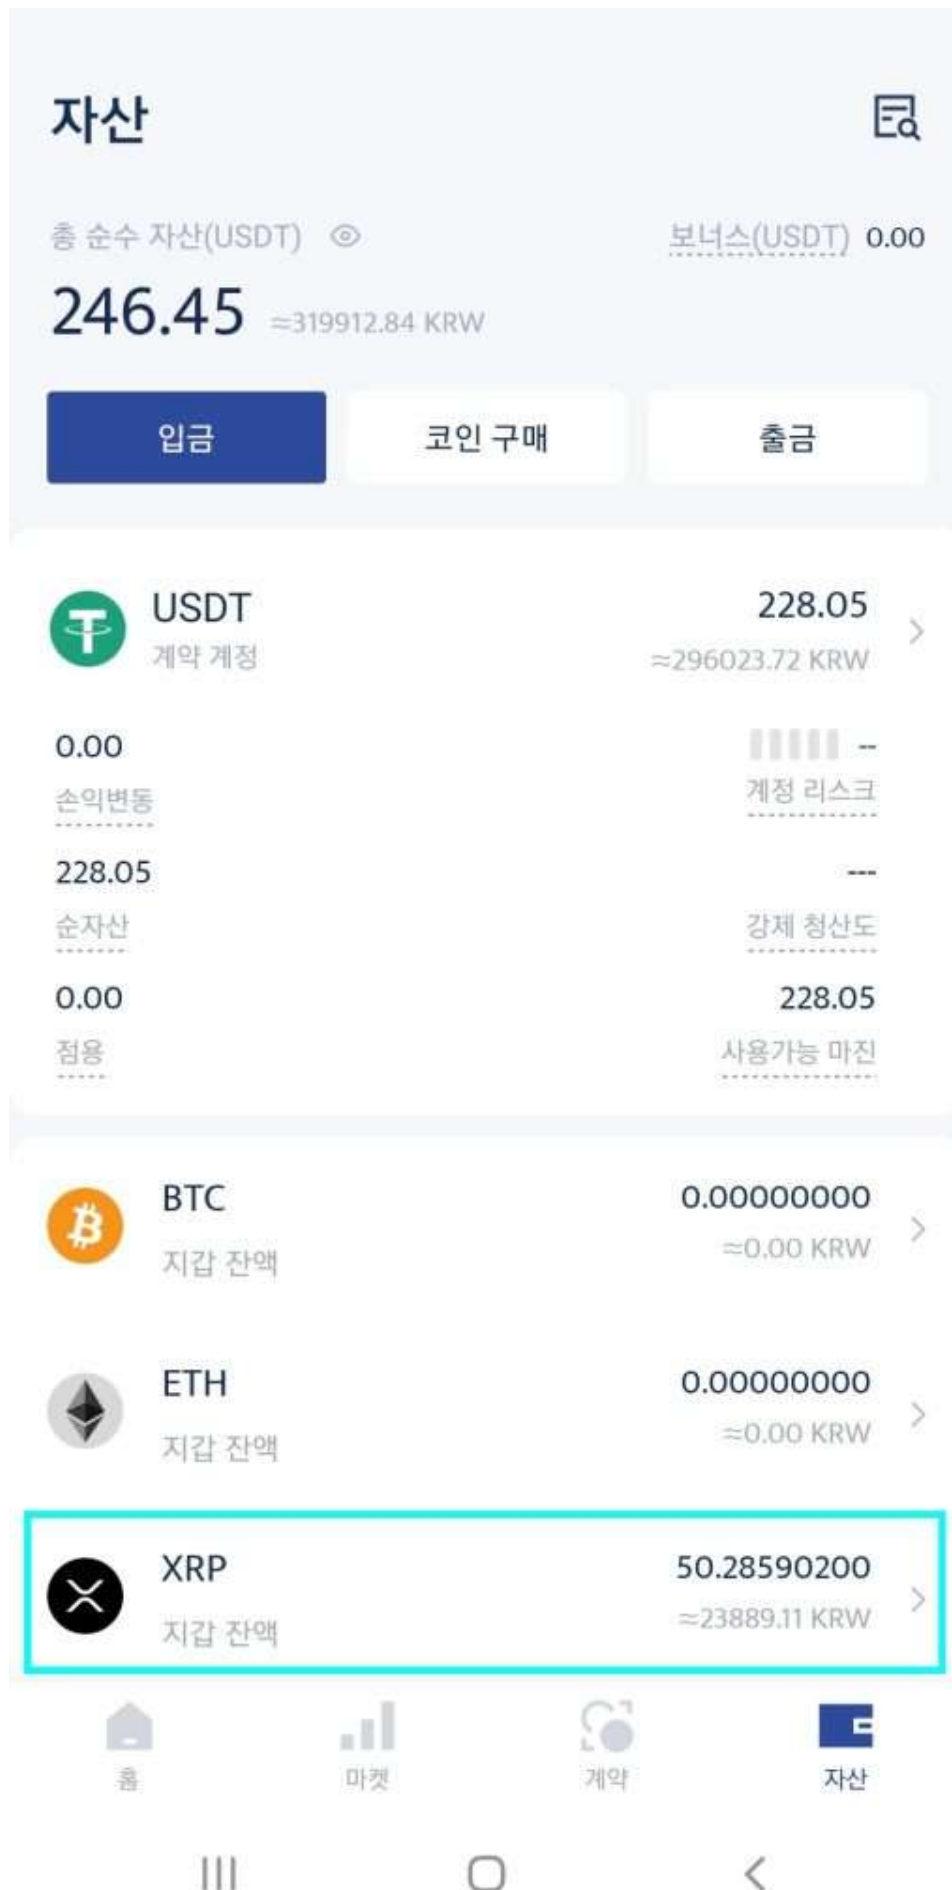 자산
총 순수 자산(USDT) 보너스(USDT) 0.00
246.45 ≈319912.84 KRW
입금 코인 구매 출금
USDT 228.05
계약 계정 ≈296023.72 KRW
0.00 --
손익변동 계정 리스크
228.05 ---
순자산 강제 청산도
0.00 228.05
점용 사용가능 마진
BTC 0.00000000
지갑 잔액 ≈0.00 KRW
ETH 0.00000000
지갑 잔액 ≈0.00 KRW
XRP 50.28590200
지갑 잔액 ≈23889.11 KRW
홈 마켓 계약 자산